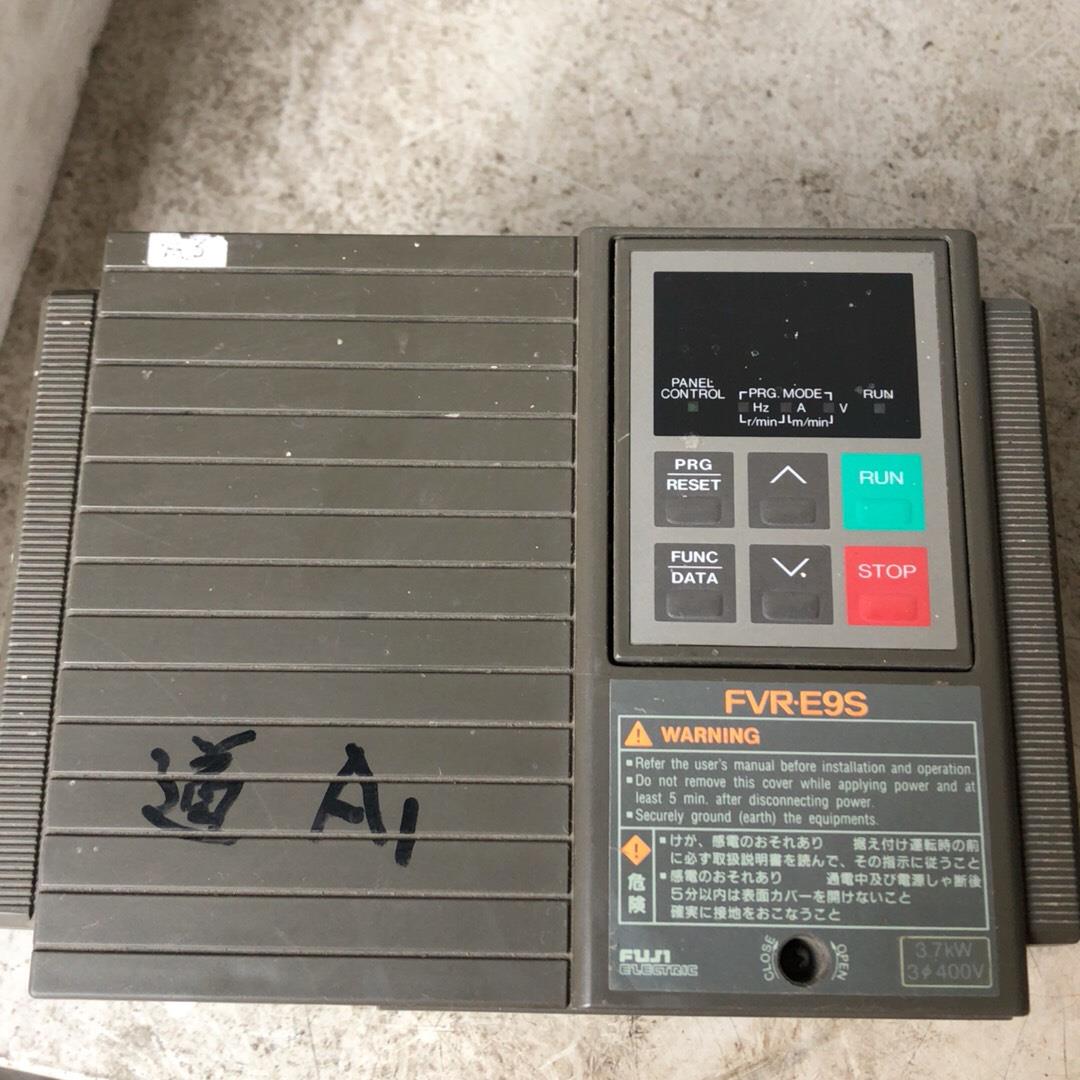 PANEL
CONTROL
PRG. MODE
RUN
Hz A V
r/min m/min
PRG
RESET
RUN
FUNC
DATA
STOP
FVR·E9S
WARNING
▪Refer the user's manual before installation and operation.
▪Do not remove this cover while applying power and at
least 5 min. after disconnecting power.
▪Securely ground (earth) the equipments.
▪けが、感電のおそれあり 据え付け運転時の前
に必ず取扱説明書を読んで、その指示に従うこと
▪感電のおそれあり 通電中及び電源しゃ断後
5分以内は表面カバーを開けないこと
確実に接地をおこなうこと
危険
FUJI
ELECTRIC
CLOSE
OPEN
3.7kW
3φ400V
A1